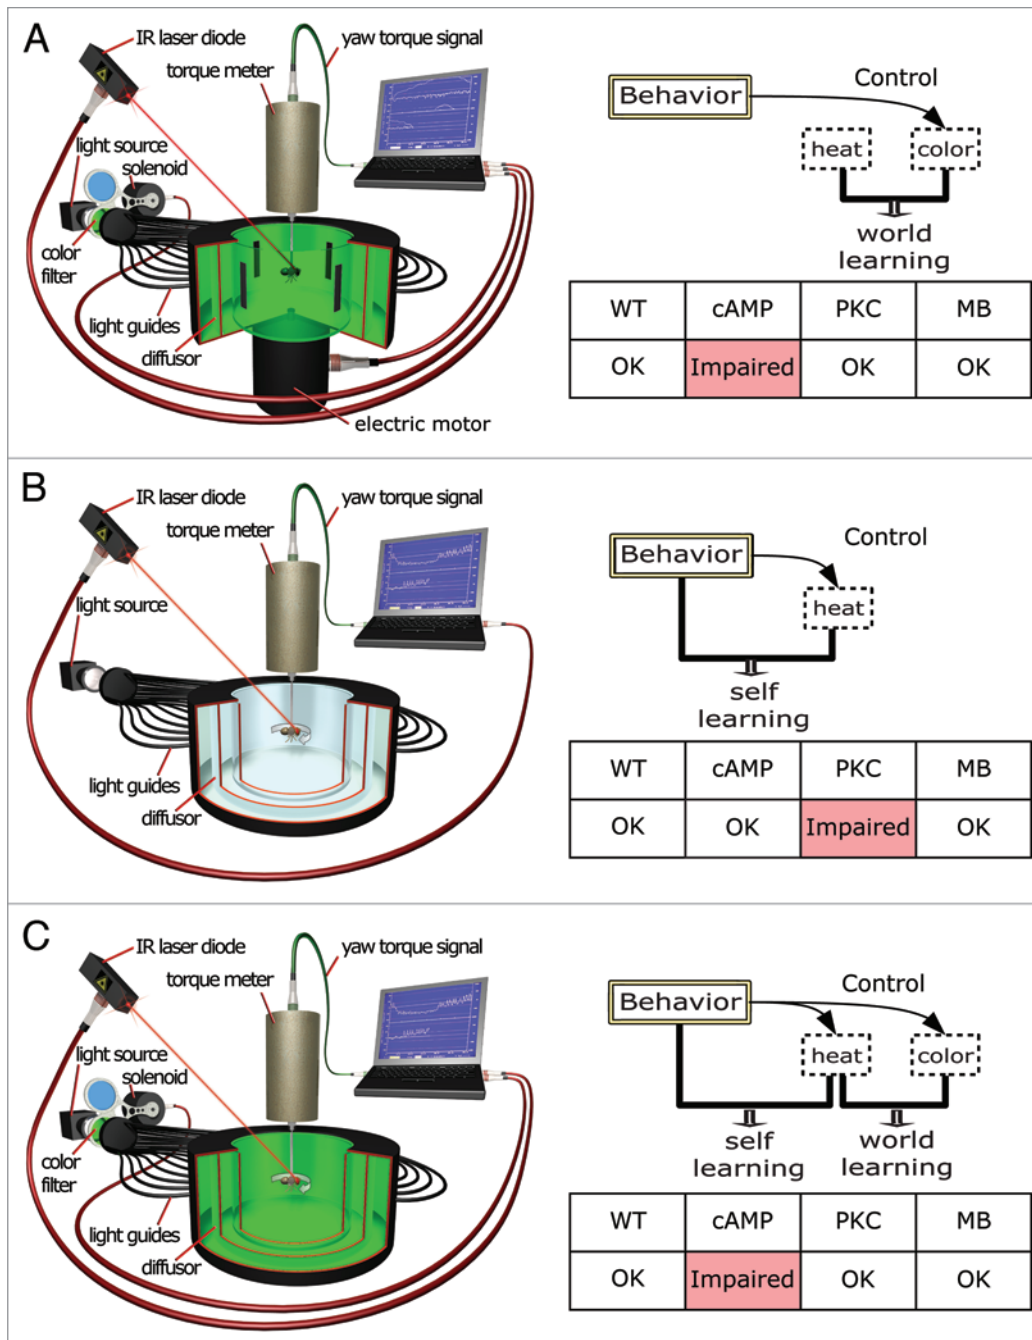 A
IR laser diode
torque meter
yaw torque signal
light source
solenoid
color
filter
light guides
diffusor
electric motor
Behavior
Control
heat
color
world
learning
WT cAMP PKC MB
OK Impaired OK OK
B
IR laser diode
torque meter
yaw torque signal
light source
light guides
diffusor
Behavior
Control
heat
self
learning
WT cAMP PKC MB
OK OK Impaired OK
C
IR laser diode
torque meter
yaw torque signal
light source
solenoid
color
filter
light guides
diffusor
Behavior
Control
heat
color
self
learning
world
learning
WT cAMP PKC MB
OK Impaired OK OK